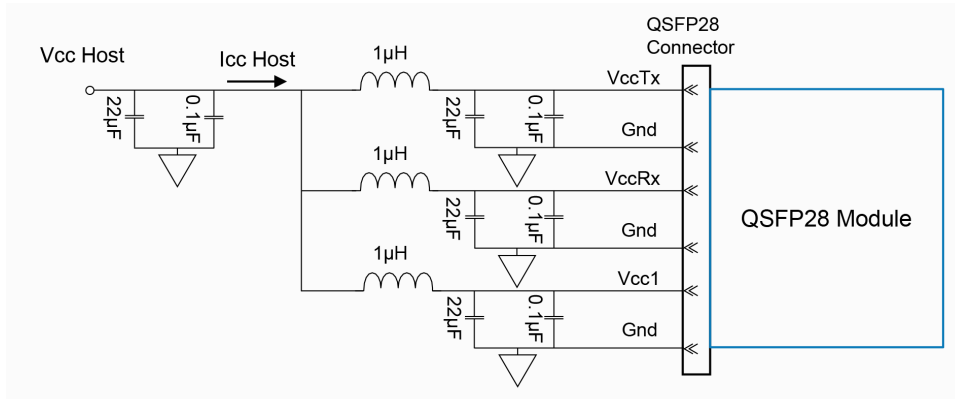 QSFP28
Connector
Vcc Host
Icc Host
1µH
VccTx
22µF
0.1µF
22µF
0.1µF
Gnd
1µH
VccRx
22µF
0.1µF
Gnd
QSFP28 Module
1µH
Vcc1
22µF
0.1µF
Gnd